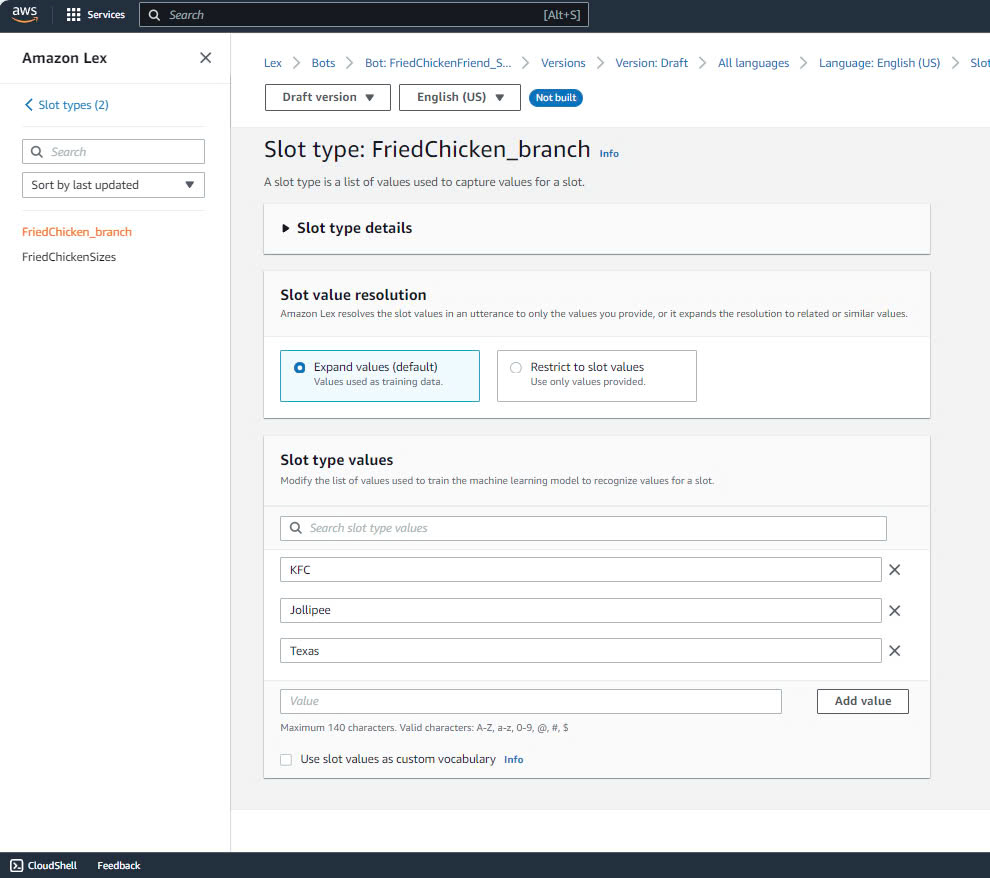 aws
Services
Search [Alt+S]
Amazon Lex
Slot types (2)
Search
Sort by last updated
FriedChicken_branch
FriedChickenSizes
Lex > Bots > Bot: FriedChickenFriend_S... > Versions > Version: Draft > All languages > Language: English (US) > Slot
Draft version
English (US)
Not built
Slot type: FriedChicken_branch Info
A slot type is a list of values used to capture values for a slot.
Slot type details
Slot value resolution
Amazon Lex resolves the slot values in an utterance to only the values you provide, or it expands the resolution to related or similar values.
Expand values (default)
Values used as training data.
Restrict to slot values
Use only values provided.
Slot type values
Modify the list of values used to train the machine learning model to recognize values for a slot.
Search slot type values
KFC
Jollipee
Texas
Value
Add value
Maximum 140 characters. Valid characters: A-Z, a-z, 0-9, @, #, $
Use slot values as custom vocabulary Info
CloudShell
Feedback